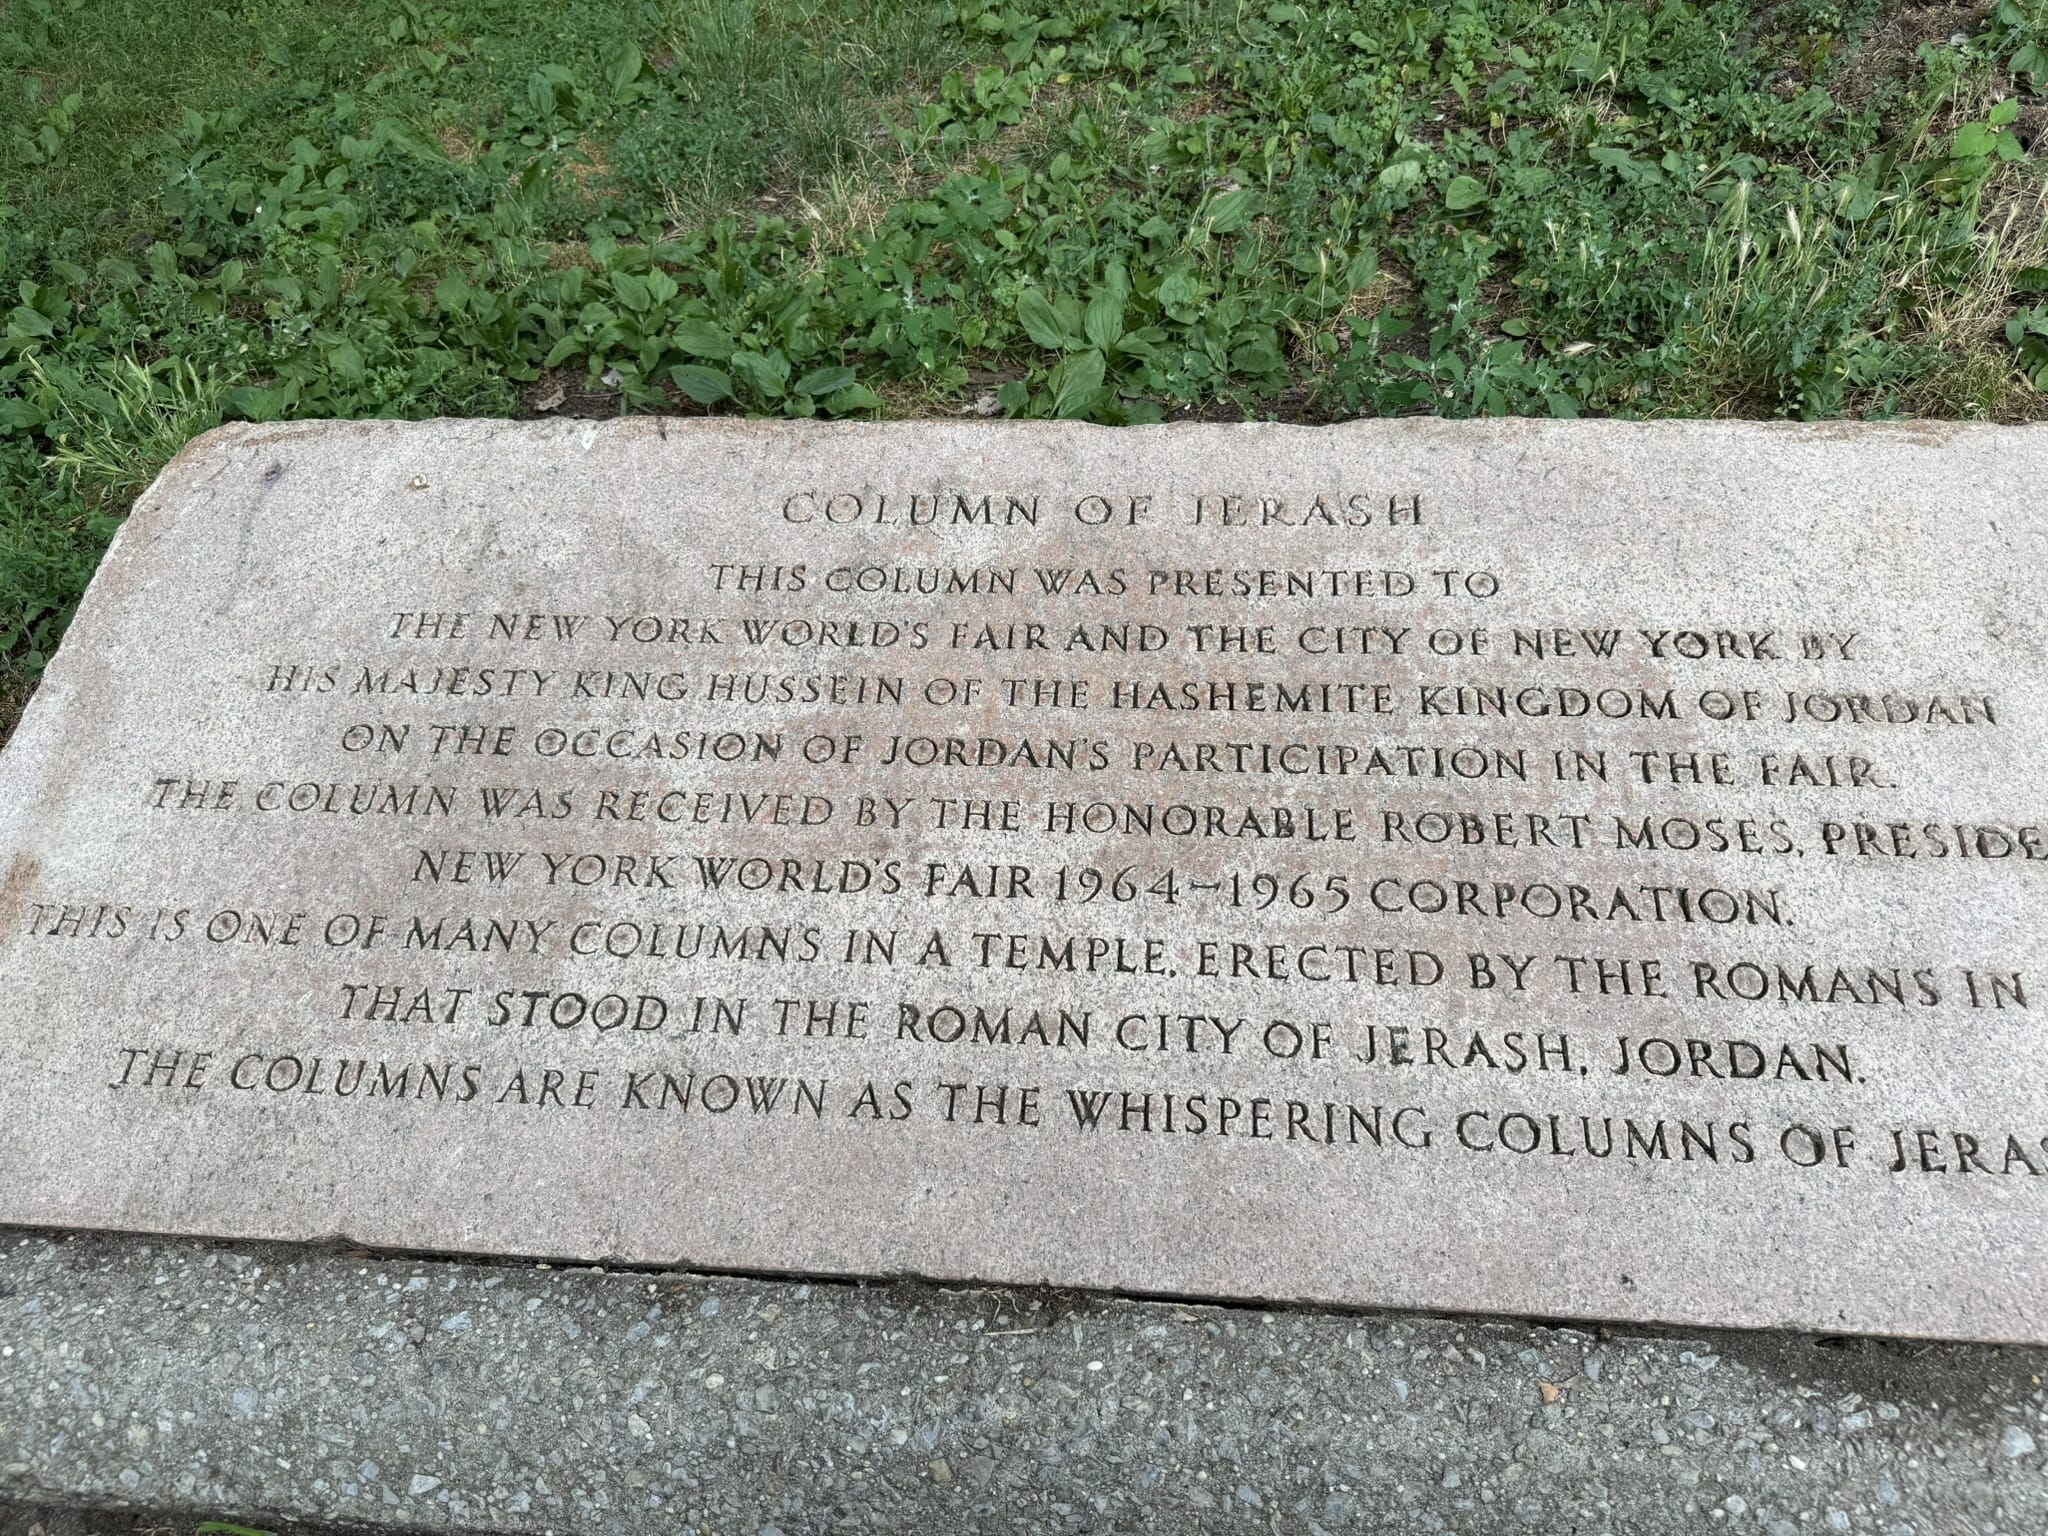 COLUMN OF JERASH
THIS COLUMN WAS PRESENTED TO
THE NEW YORK WORLD'S FAIR AND THE CITY OF NEW YORK BY
HIS MAJESTY KING HUSSEIN OF THE HASHEMITE KINGDOM OF JORDAN
ON THE OCCASION OF JORDAN'S PARTICIPATION IN THE FAIR.
THE COLUMN WAS RECEIVED BY THE HONORABLE ROBERT MOSES, PRESIDE
NEW YORK WORLD'S FAIR 1964-1965 CORPORATION.
THIS IS ONE OF MANY COLUMNS IN A TEMPLE, ERECTED BY THE ROMANS IN
THAT STOOD IN THE ROMAN CITY OF JERASH, JORDAN.
THE COLUMNS ARE KNOWN AS THE WHISPERING COLUMNS OF JERAS